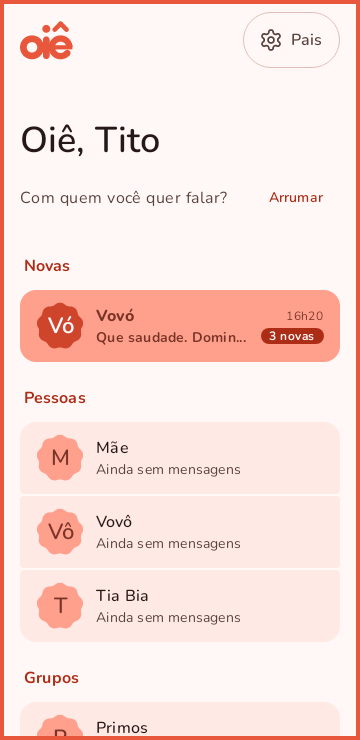 oiê
Pais
Oiê, Tito
Com quem você quer falar?
Arrumar
Novas
Vó
Vovó
16h20
Que saudade. Domin...
3 novas
Pessoas
M
Mãe
Ainda sem mensagens
Vô
Vovô
Ainda sem mensagens
T
Tia Bia
Ainda sem mensagens
Grupos
P
Primos